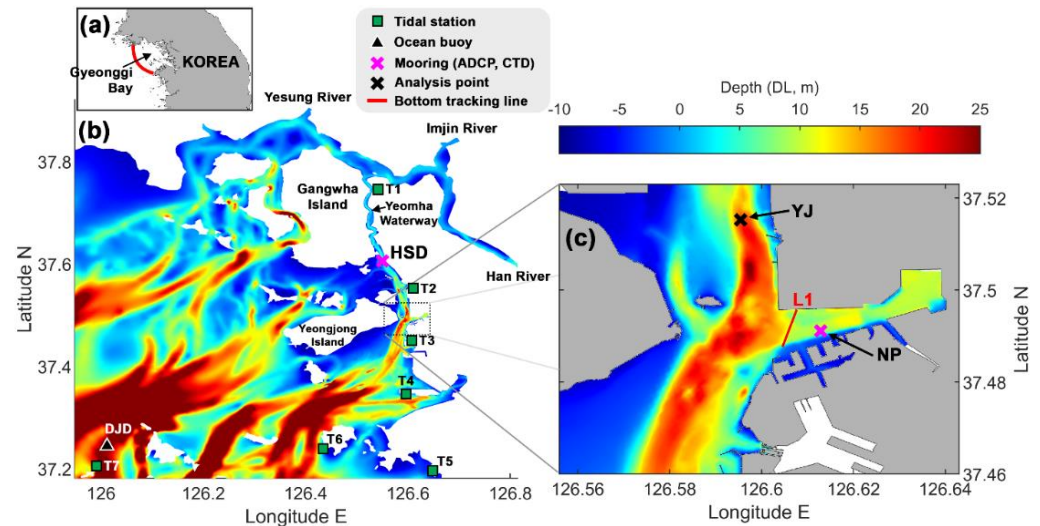 (a)
KOREA
Gyeonggi
Bay
Tidal station
Ocean buoy
Mooring (ADCP, CTD)
Analysis point
Bottom tracking line
(b)
Yesung River
Imjin River
Gangwha
Island
T1
Yeomha
Waterway
HSD
Han River
T2
Yeongjong
Island
T3
T4
DJD
T7
T6
T5
37.8
37.6
37.4
37.2
Latitude N
126
126.2
126.4
126.6
126.8
Longitude E
Depth (DL, m)
-10
-5
0
5
10
15
20
25
(c)
YJ
L1
NP
37.52
37.5
37.48
37.46
Latitude N
126.56
126.58
126.6
126.62
126.64
Longitude E